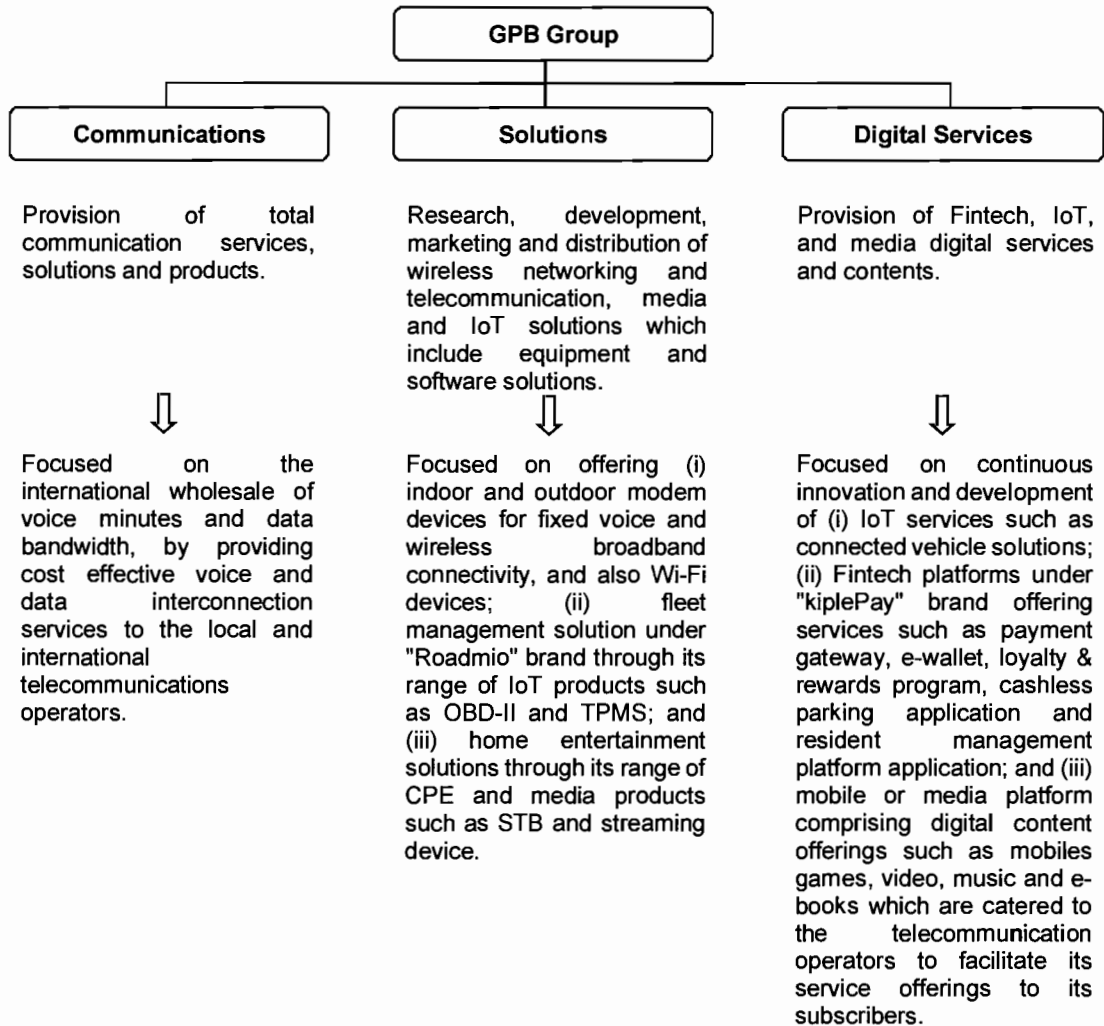 GPB Group
Communications
Solutions
Digital Services
Provision of total
communication services,
solutions and products.
Research, development,
marketing and distribution of
wireless networking and
telecommunication, media
and IoT solutions which
include equipment and
software solutions.
Provision of Fintech, IoT,
and media digital services
and contents.
Focused on the
international wholesale of
voice minutes and data
bandwidth, by providing
cost effective voice and
data interconnection
services to the local and
international
telecommunications
operators.
Focused on offering (i)
indoor and outdoor modem
devices for fixed voice and
wireless broadband
connectivity, and also Wi-Fi
devices; (ii) fleet
management solution under
"Roadmio" brand through its
range of IoT products such
as OBD-II and TPMS; and
(iii) home entertainment
solutions through its range of
CPE and media products
such as STB and streaming
device.
Focused on continuous
innovation and development
of (i) IoT services such as
connected vehicle solutions;
(ii) Fintech platforms under
"kiplePay" brand offering
services such as payment
gateway, e-wallet, loyalty &
rewards program, cashless
parking application and
resident management
platform application; and (iii)
mobile or media platform
comprising digital content
offerings such as mobiles
games, video, music and e-
books which are catered to
the telecommunication
operators to facilitate its
service offerings to its
subscribers.